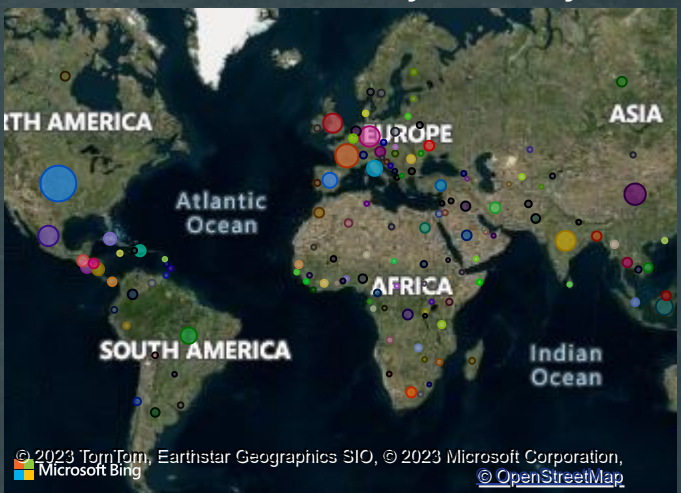 RTH AMERICA
EUROPE
ASIA
Atlantic
Ocean
AFRICA
SOUTH AMERICA
Indian
Ocean
© 2023 TomTom, Earthstar Geographics SIO, © 2023 Microsoft Corporation,
Microsoft Bing
© OpenStreetMap